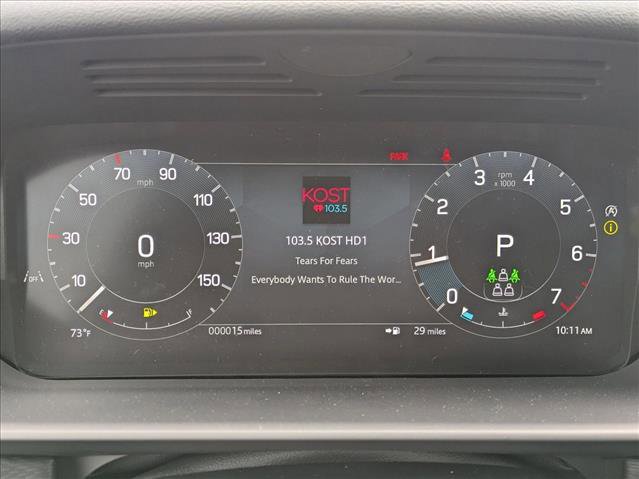 PARK
70 90
mph
50 110
30 130
0
mph
10 150
OFF
73°F
KOST
103.5
103.5 KOST HD1
Tears For Fears
Everybody Wants To Rule The Wor...
000015 miles
29 miles
3 4
rpm
x 1000
2 5
1 6
P
0 7
10:11 AM